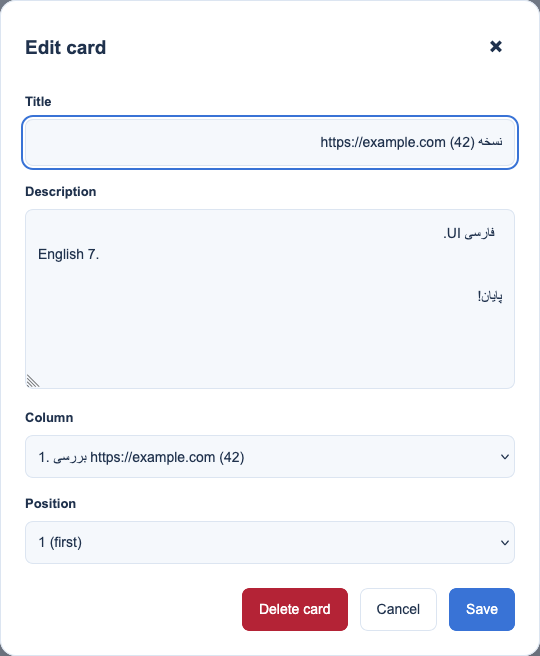 Edit card
Title
نسخه (42) https://example.com
Description
فارسی UI.
English 7.
پایان!
Column
1. بررسی https://example.com (42)
Position
1 (first)
Delete card
Cancel
Save